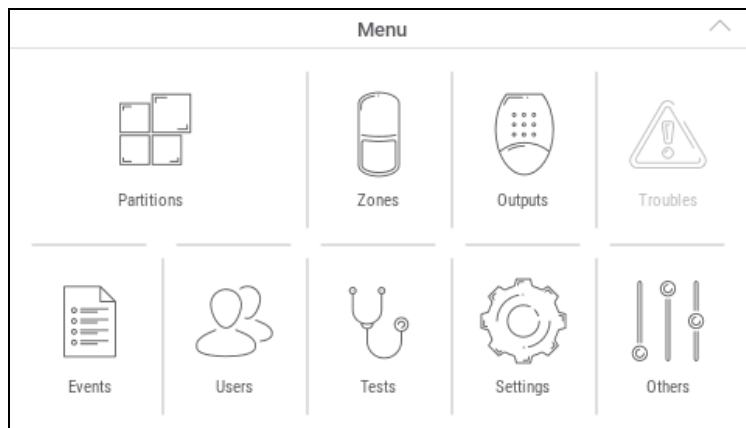 Menu
Partitions
Zones
Outputs
Troubles
Events
Users
Tests
Settings
Others